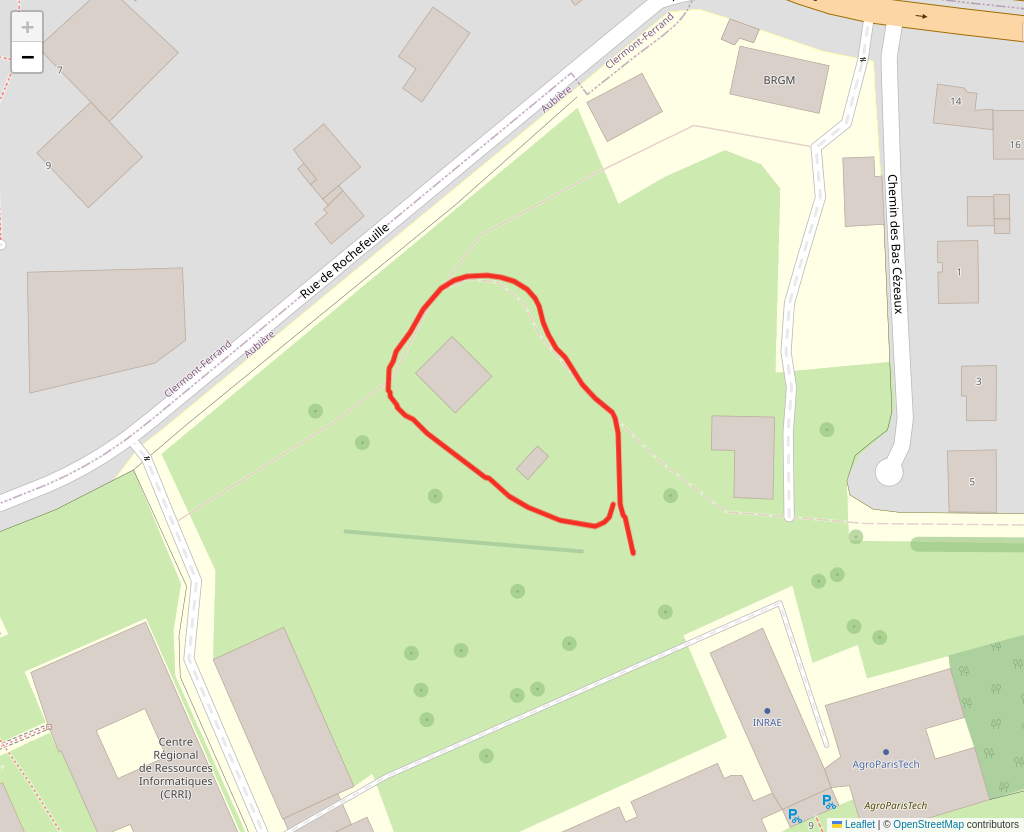 +
−
7
9
Clermont-Ferrand
Aubière
Rue de Rochefeuille
Clermont-Ferrand
Aubière
BRGM
14
16
Chemin des Bas Cézeaux
1
3
5
Centre
Régional
de Ressources
Informatiques
(CRRI)
INRAE
AgroParisTech
AgroParisTech
9
Leaflet | © OpenStreetMap contributors